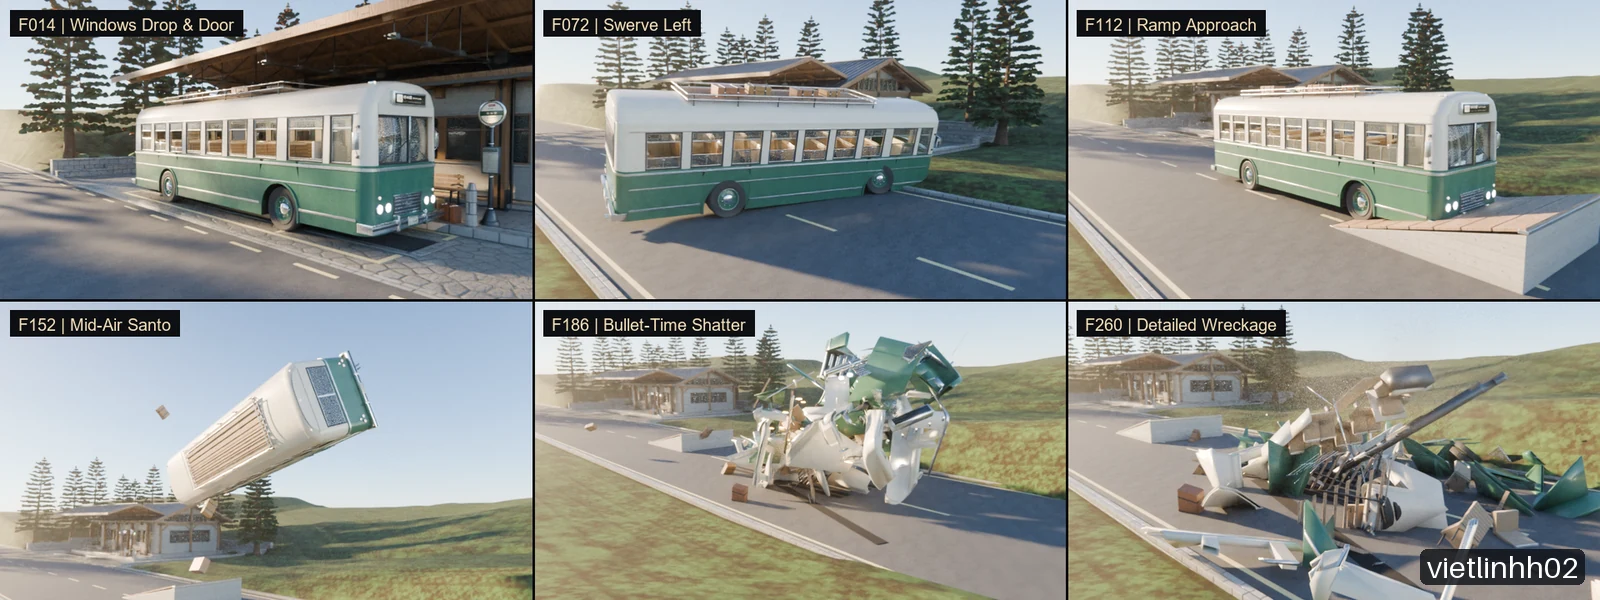 F014 | Windows Drop & Door
F072 | Swerve Left
F112 | Ramp Approach
F152 | Mid-Air Santo
F186 | Bullet-Time Shatter
F260 | Detailed Wreckage
vietlinhh02